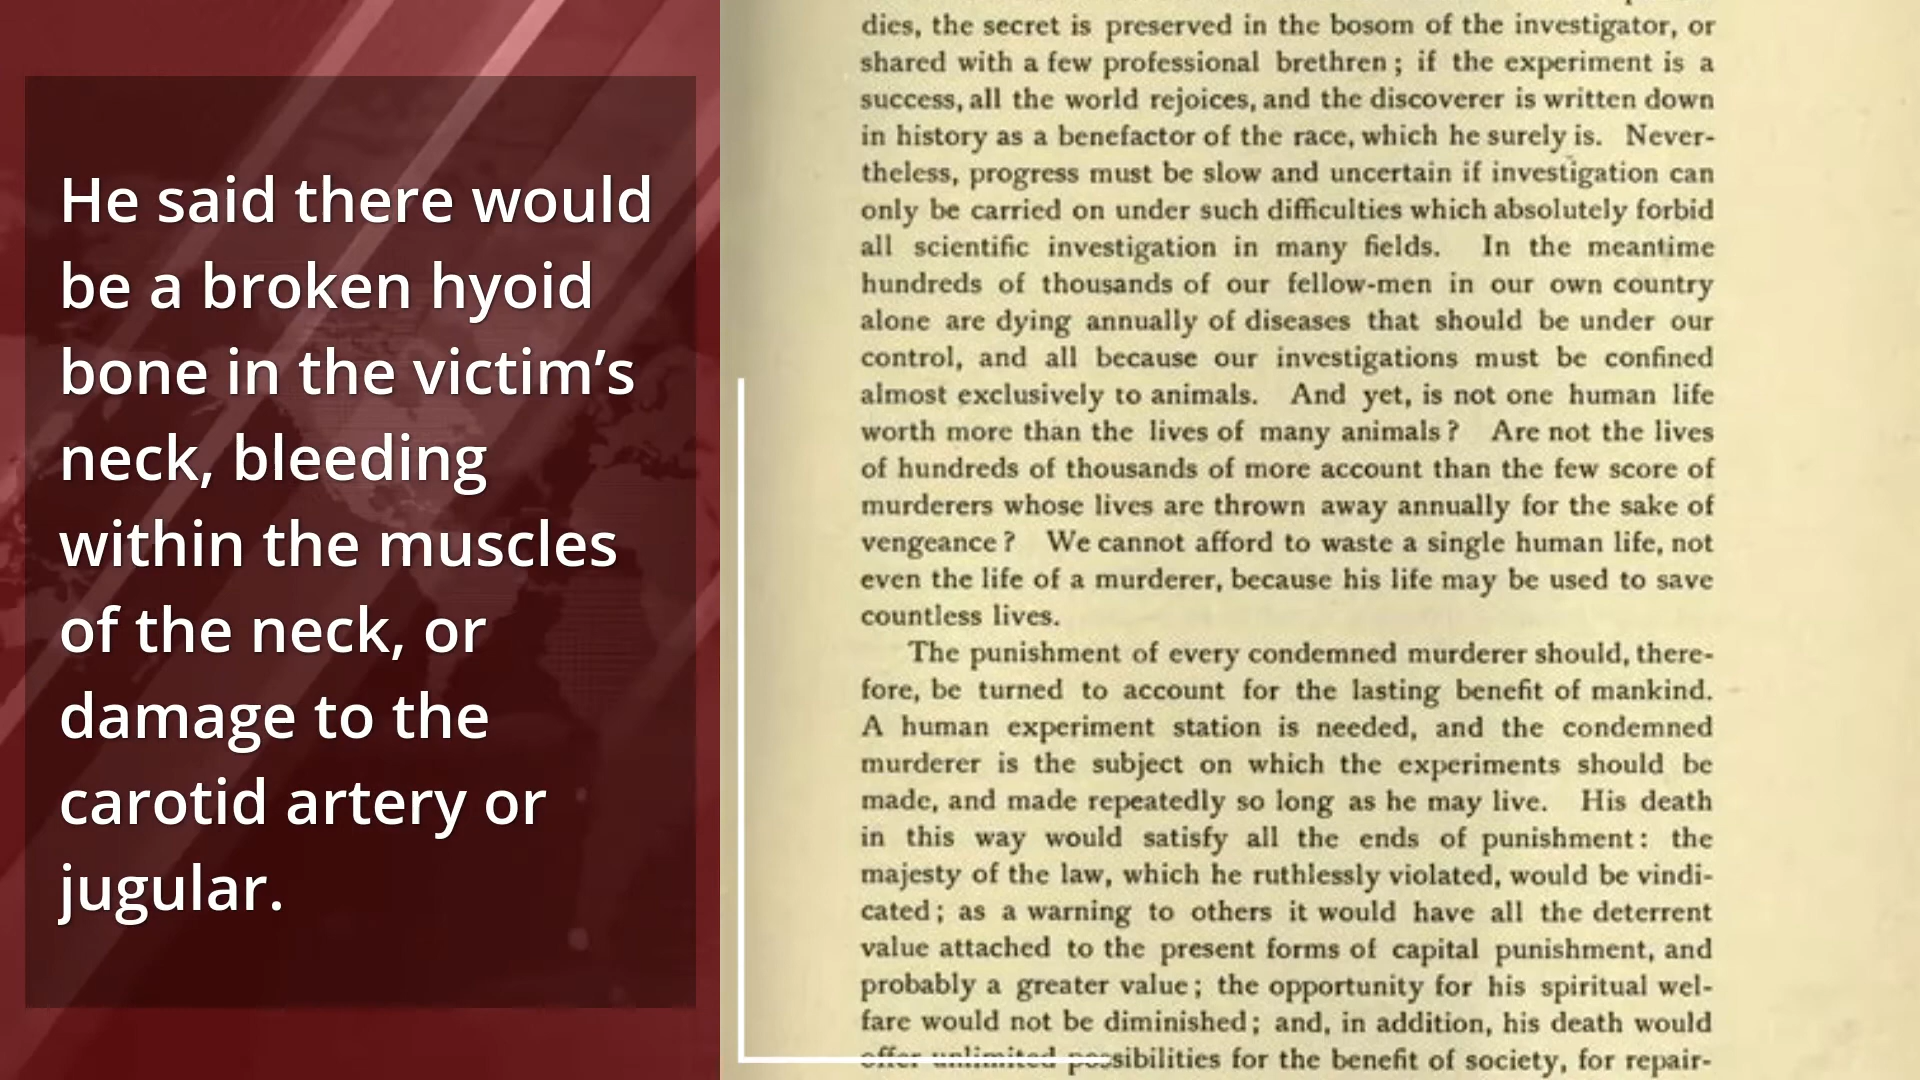 He said there would
be a broken hyoid
bone in the victim’s
neck, bleeding
within the muscles
of the neck, or
damage to the
carotid artery or
jugular.
dies, the secret is preserved in the bosom of the investigator, or
shared with a few professional brethren ; if the experiment is a
success, all the world rejoices, and the discoverer is written down
in history as a benefactor of the race, which he surely is. Never-
theless, progress must be slow and uncertain if investigation can
only be carried on under such difficulties which absolutely forbid
all scientific investigation in many fields. In the meantime
hundreds of thousands of our fellow-men in our own country
alone are dying annually of diseases that should be under our
control, and all because our investigations must be confined
almost exclusively to animals. And yet, is not one human life
worth more than the lives of many animals ? Are not the lives
of hundreds of thousands of more account than the few score of
murderers whose lives are thrown away annually for the sake of
vengeance ? We cannot afford to waste a single human life, not
even the life of a murderer, because his life may be used to save
countless lives.
The punishment of every condemned murderer should, there-
fore, be turned to account for the lasting benefit of mankind.
A human experiment station is needed, and the condemned
murderer is the subject on which the experiments should be
made, and made repeatedly so long as he may live. His death
in this way would satisfy all the ends of punishment : the
majesty of the law, which he ruthlessly violated, would be vindi-
cated ; as a warning to others it would have all the deterrent
value attached to the present forms of capital punishment, and
probably a greater value ; the opportunity for his spiritual wel-
fare would not be diminished ; and, in addition, his death would
offer unlimited possibilities for the benefit of society, for repair-